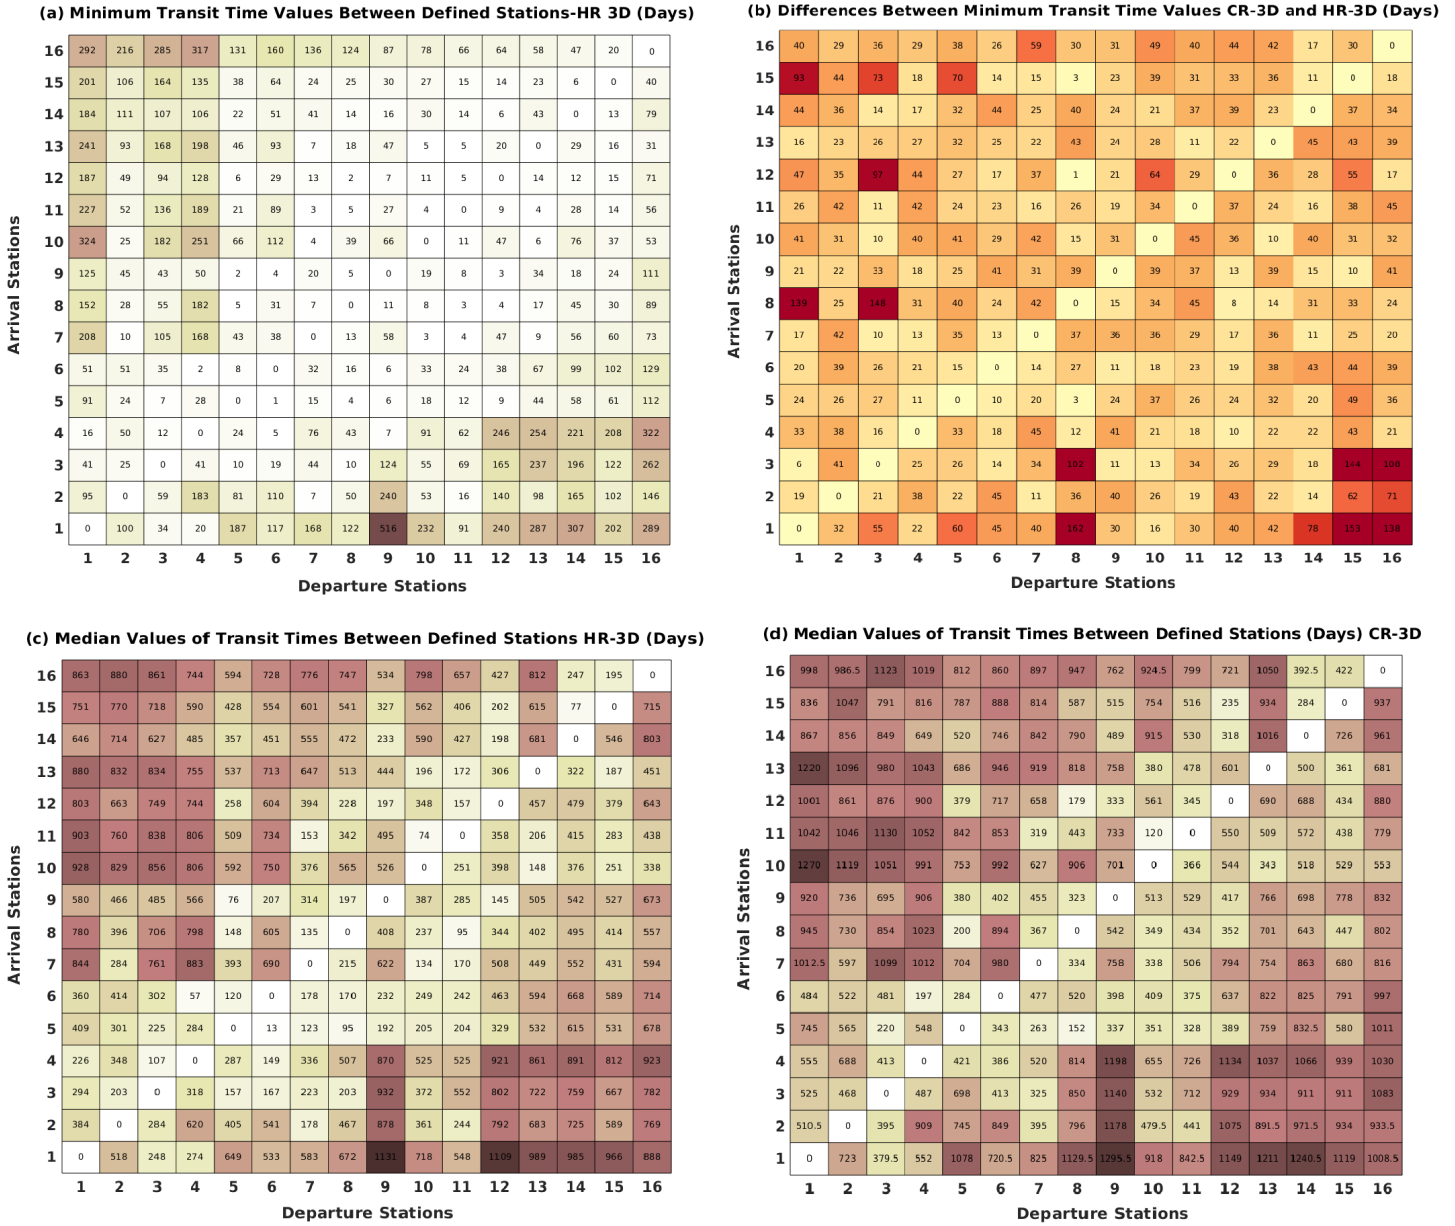 (a) Minimum Transit Time Values Between Defined Stations-HR 3D (Days)
16 292 216 285 317 131 160 136 124 87 78 66 64 58 47 20 0
15 201 106 164 135 38 64 24 25 30 27 15 14 23 6 0 40
14 184 111 107 106 22 51 41 14 16 30 14 6 43 0 13 79
13 241 93 168 198 46 93 7 18 47 5 5 20 0 29 16 31
12 187 49 94 128 6 29 13 2 7 11 5 0 14 12 15 71
11 227 52 136 189 21 89 3 5 27 4 0 9 4 28 14 56
10 324 25 182 251 66 112 4 39 66 0 11 47 6 76 37 53
9 125 45 43 50 2 4 20 5 0 19 8 3 34 18 24 111
8 152 28 55 182 5 31 7 0 11 8 3 4 17 45 30 89
7 208 10 105 168 43 38 0 13 58 3 4 47 9 56 60 73
6 51 51 35 2 8 0 32 16 6 33 24 38 67 99 102 129
5 91 24 7 28 0 1 15 4 6 18 12 9 44 58 61 112
4 16 50 12 0 24 5 76 43 7 91 62 246 254 221 208 322
3 41 25 0 41 10 19 44 10 124 55 69 165 237 196 122 262
2 95 0 59 183 81 110 7 50 240 53 16 140 98 165 102 146
1 0 100 34 20 187 117 168 122 516 232 91 240 287 307 202 289
1 2 3 4 5 6 7 8 9 10 11 12 13 14 15 16
Departure Stations
Arrival Stations
(b) Differences Between Minimum Transit Time Values CR-3D and HR-3D (Days)
16 40 29 36 29 38 26 59 30 31 49 40 44 42 17 30 0
15 93 44 73 18 70 14 15 3 23 39 31 33 36 11 0 18
14 44 36 14 17 32 44 25 40 24 21 37 39 23 0 37 34
13 16 23 26 27 32 25 22 43 24 28 11 22 0 45 43 39
12 47 35 97 44 27 17 37 1 21 64 29 0 36 28 55 17
11 26 42 11 42 24 23 16 26 19 34 0 37 24 16 38 45
10 41 31 10 40 41 29 42 15 31 0 45 36 10 40 31 32
9 21 22 33 18 25 41 31 39 0 39 37 13 39 15 10 41
8 139 25 148 31 40 24 42 0 15 34 45 8 14 31 33 24
7 17 42 10 13 35 13 0 37 36 36 29 17 36 11 25 20
6 20 39 26 21 15 0 14 27 11 18 23 19 38 43 44 39
5 24 26 27 11 0 10 20 3 24 37 26 24 32 20 49 36
4 33 38 16 0 33 18 45 12 41 21 18 10 22 22 43 21
3 6 41 0 25 26 14 34 102 11 13 34 26 29 18 144 108
2 19 0 21 38 22 45 11 36 40 26 19 43 22 14 62 71
1 0 32 55 22 60 45 40 162 30 16 30 40 42 78 153 138
1 2 3 4 5 6 7 8 9 10 11 12 13 14 15 16
Departure Stations
Arrival Stations
(c) Median Values of Transit Times Between Defined Stations HR-3D (Days)
16 863 880 861 744 594 728 776 747 534 798 657 427 812 247 195 0
15 751 770 718 590 428 554 601 541 327 562 406 202 615 77 0 715
14 646 714 627 485 357 451 555 472 233 590 427 198 681 0 546 803
13 880 832 834 755 537 713 647 513 444 196 172 306 0 322 187 451
12 803 663 749 744 258 604 394 228 197 348 157 0 457 479 379 643
11 903 760 838 806 509 734 153 342 495 74 0 358 206 415 283 438
10 928 829 856 806 592 750 376 565 526 0 251 398 148 376 251 338
9 580 466 485 566 76 207 314 197 0 387 285 145 505 542 527 673
8 780 396 706 798 148 605 135 0 408 237 95 344 402 495 414 557
7 844 284 761 883 393 690 0 215 622 134 170 508 449 552 431 594
6 360 414 302 57 120 0 178 170 232 249 242 463 594 668 589 714
5 409 301 225 284 0 13 123 95 192 205 204 329 532 615 531 678
4 226 348 107 0 287 149 336 507 870 525 525 921 861 891 812 923
3 294 203 0 318 157 167 223 203 932 372 552 802 722 759 667 782
2 384 0 284 620 405 541 178 467 878 361 244 792 683 725 589 769
1 0 518 248 274 649 533 583 672 1131 718 548 1109 989 985 966 888
1 2 3 4 5 6 7 8 9 10 11 12 13 14 15 16
Departure Stations
Arrival Stations
(d) Median Values of Transit Times Between Defined Stations (Days) CR-3D
16 998 986.5 1123 1019 812 860 897 947 762 924.5 799 721 1050 392.5 422 0
15 836 1047 791 816 787 888 814 587 515 754 516 235 934 284 0 937
14 867 856 849 649 520 746 842 790 489 915 530 318 1016 0 726 961
13 1220 1096 980 1043 686 946 919 818 758 380 478 601 0 500 361 681
12 1001 861 876 900 379 717 658 179 333 561 345 0 690 688 434 880
11 1042 1046 1130 1052 842 853 319 443 733 120 0 550 509 572 438 779
10 1270 1119 1051 991 753 992 627 906 701 0 366 544 343 518 529 553
9 920 736 695 906 380 402 455 323 0 513 529 417 766 698 778 832
8 945 730 854 1023 200 894 367 0 542 349 434 352 701 643 447 802
7 1012.5 597 1099 1012 704 980 0 334 758 338 506 794 754 863 680 816
6 484 522 481 197 284 0 477 520 398 409 375 637 822 825 791 997
5 745 565 220 548 0 343 263 152 337 351 328 389 759 832.5 580 1011
4 555 688 413 0 421 386 520 814 1198 655 726 1134 1037 1066 939 1030
3 525 468 0 487 698 413 325 850 1140 532 712 929 934 911 911 1083
2 510.5 0 395 909 745 849 395 796 1178 479.5 441 1075 891.5 971.5 934 933.5
1 0 723 379.5 552 1078 720.5 825 1129.5 1295.5 918 842.5 1149 1211 1240.5 1119 1008.5
1 2 3 4 5 6 7 8 9 10 11 12 13 14 15 16
Departure Stations
Arrival Stations